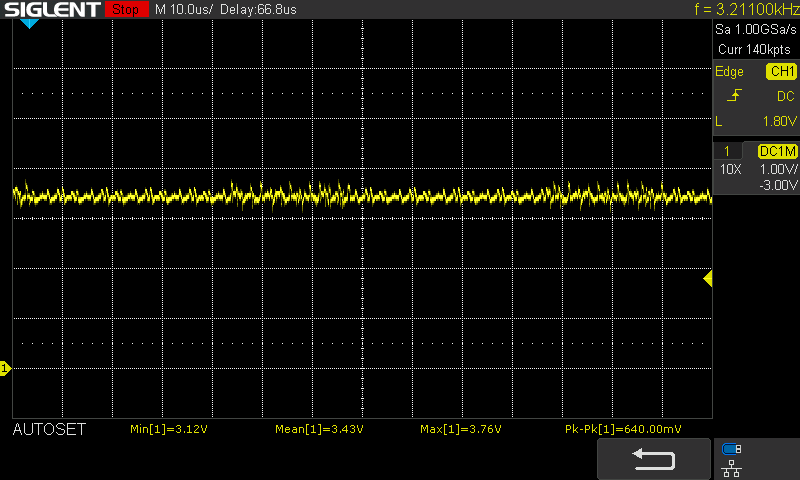 SIGLENT Stop M 10.0us/ Delay:66.8us f = 3.21100kHz
Sa 1.00GSa/s
Curr 140kpts
Edge CH1
DC
L 1.80V
1 DC1M
10X 1.00V/
-3.00V
1
AUTOSET Min[1]=3.12V Mean[1]=3.43V Max[1]=3.76V Pk-Pk[1]=640.00mV